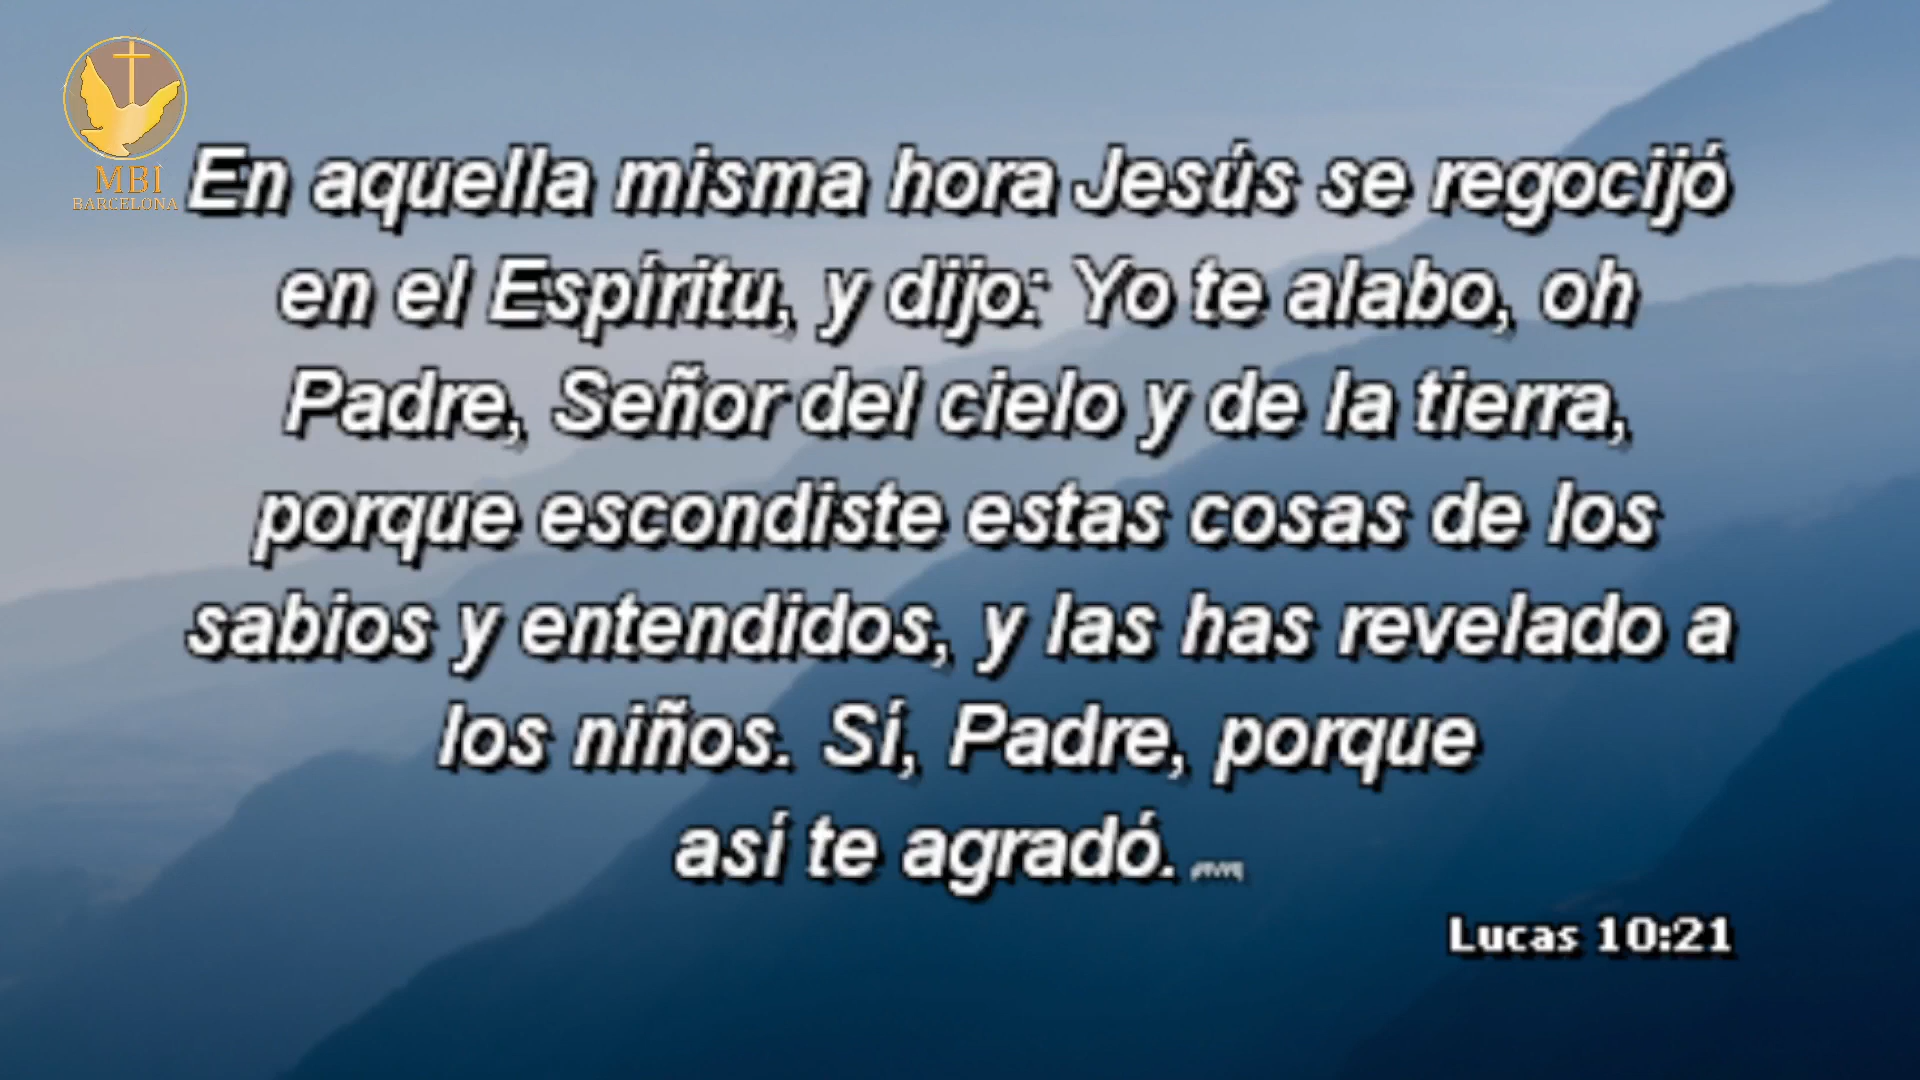 MBI
BARCELONA
En aquella misma hora Jesús se regocijó
en el Espíritu, y dijo: Yo te alabo, oh
Padre, Señor del cielo y de la tierra,
porque escondiste estas cosas de los
sabios y entendidos, y las has revelado a
los niños. Sí, Padre, porque
así te agradó.
Lucas 10:21